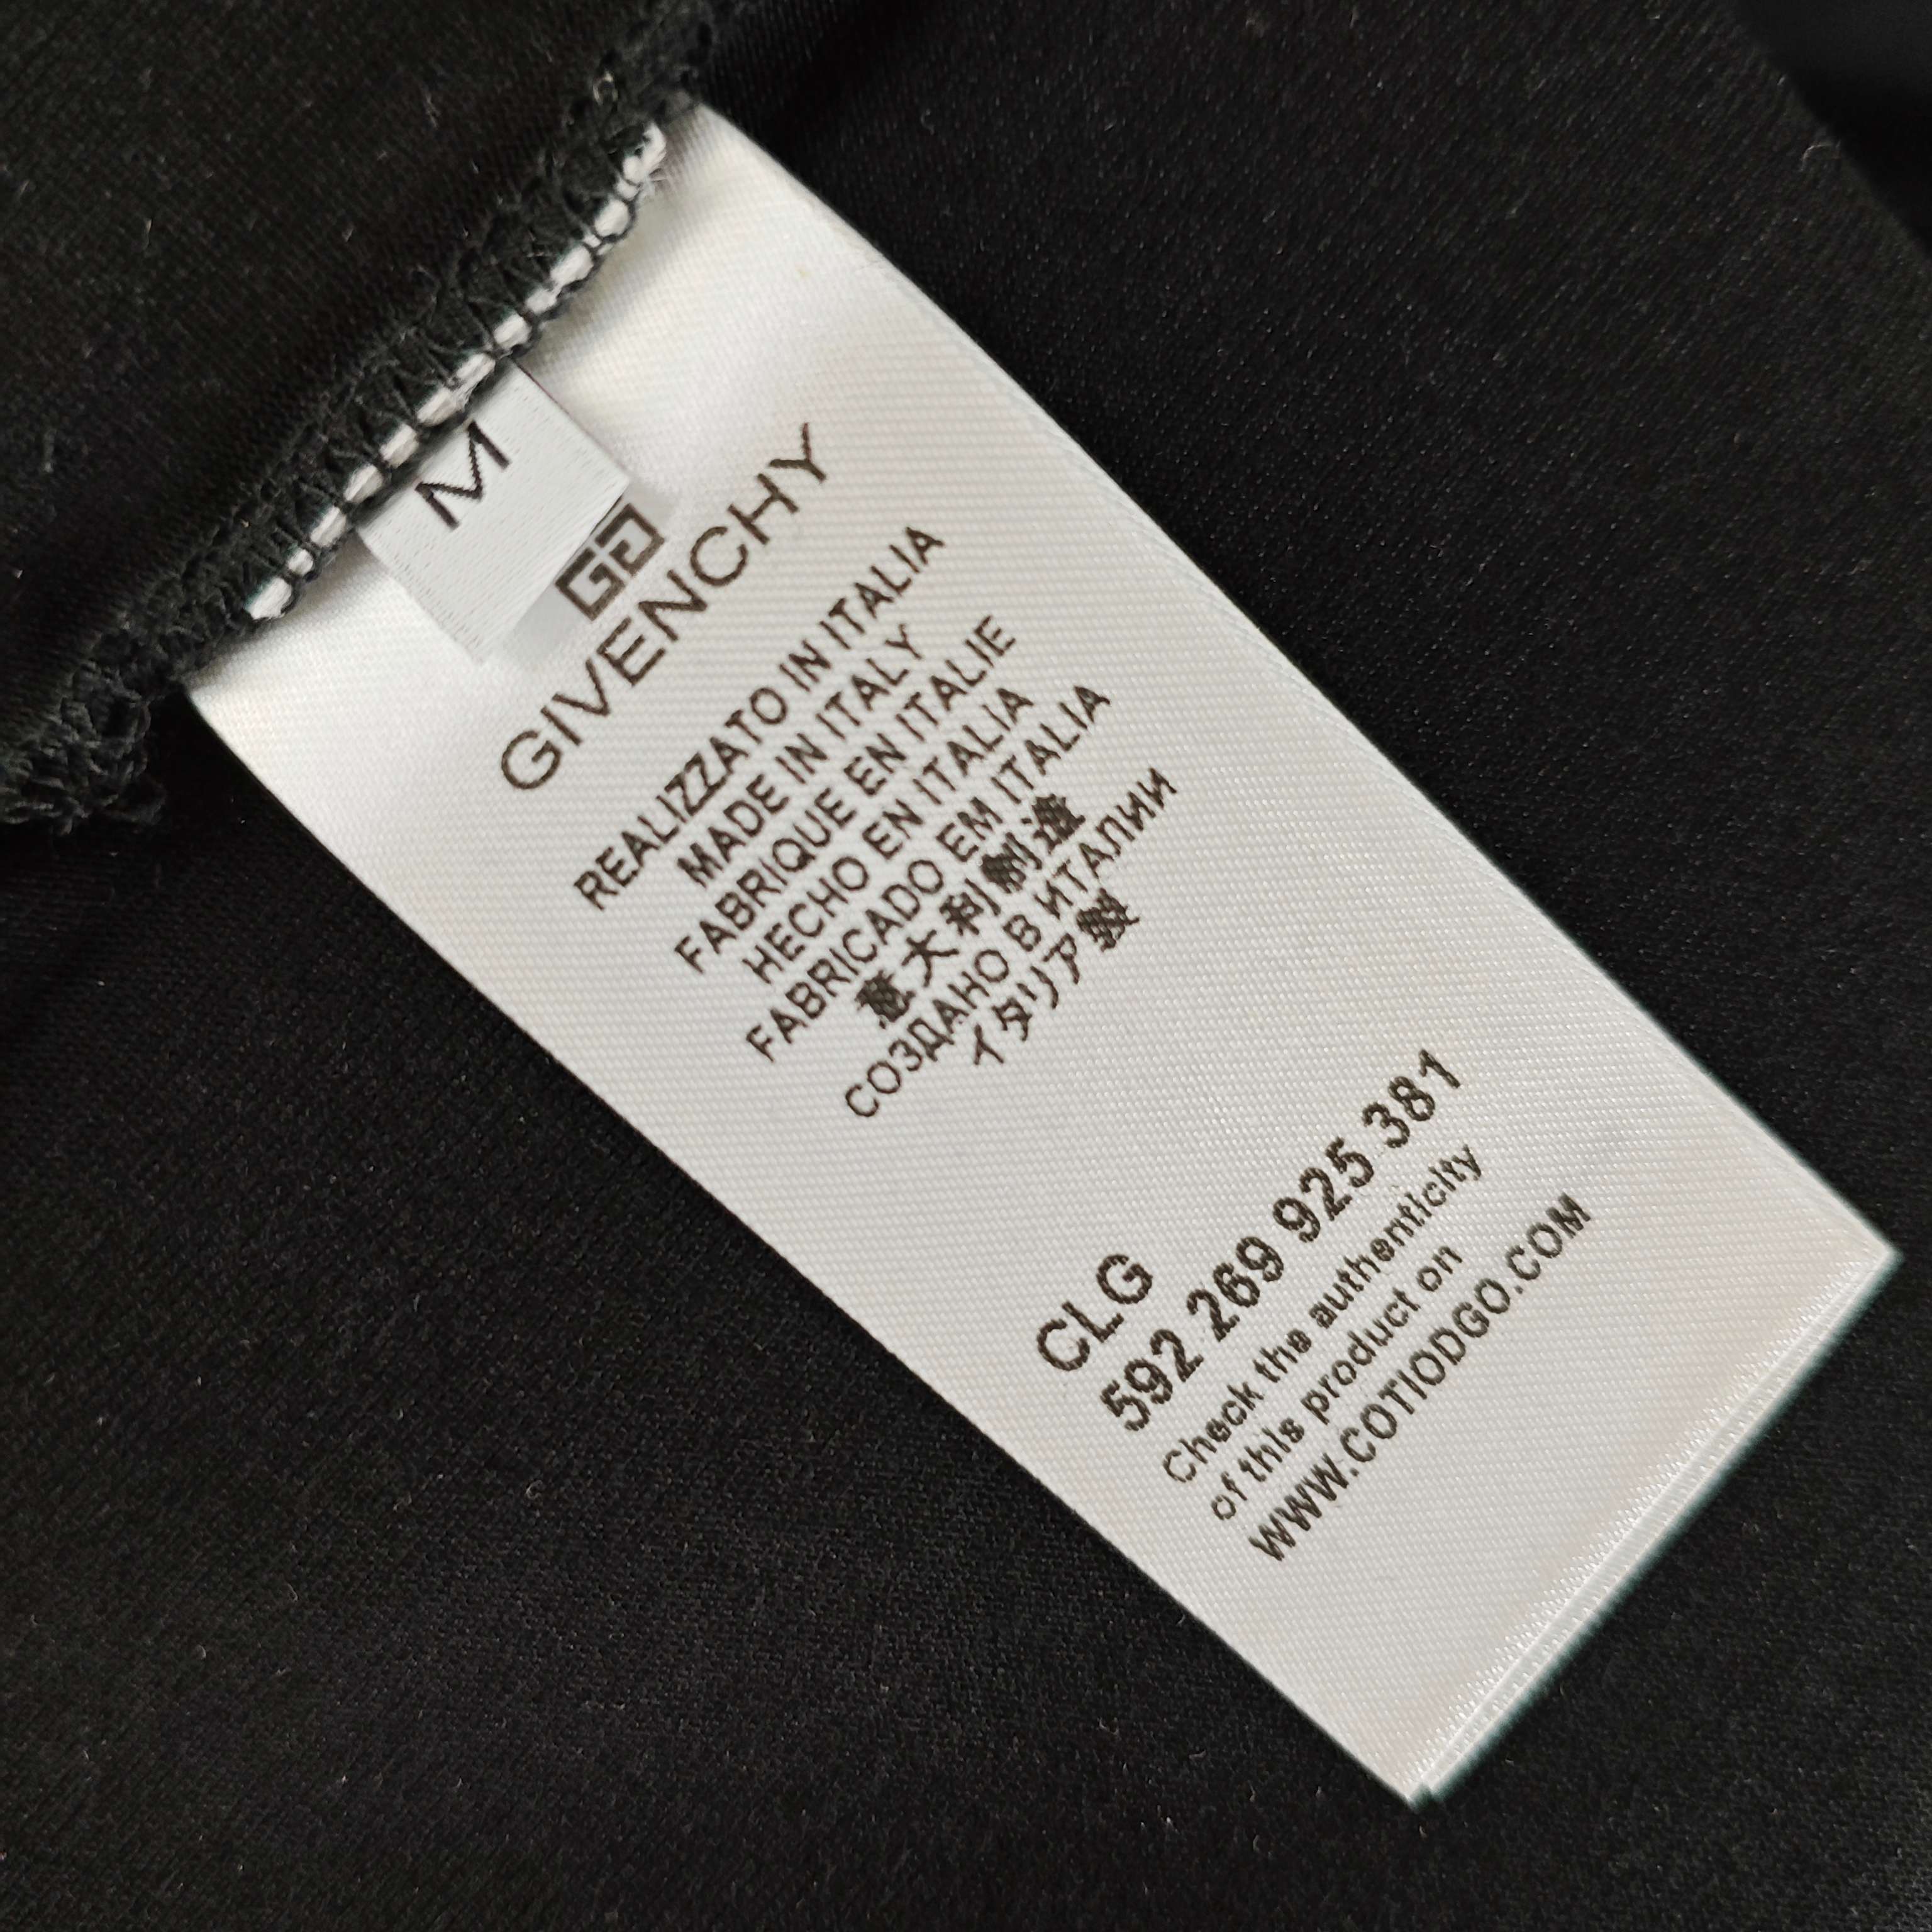 M
GIVENCHY
REALIZZATO IN ITALIA
MADE IN ITALY
FABRIQUE EN ITALIE
HECHO EN ITALIA
FABRICADO EM ITALIA
意大利制造
СОЗДАНО В ИТАЛИИ
イタリア製
CLG
592 269 925 381
Check the authenticity
of this product on
WWW.COTIODGO.COM